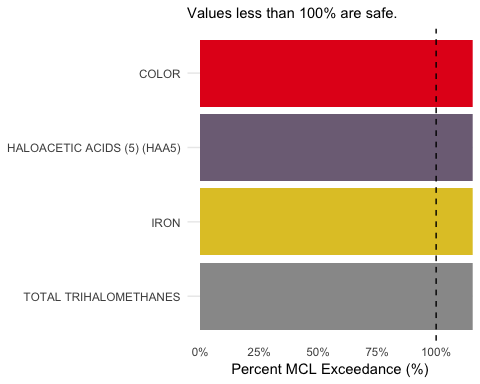 Values less than 100% are safe.
COLOR
HALOACETIC ACIDS (5) (HAA5)
IRON
TOTAL TRIHALOMETHANES
0% 25% 50% 75% 100%
Percent MCL Exceedance (%)